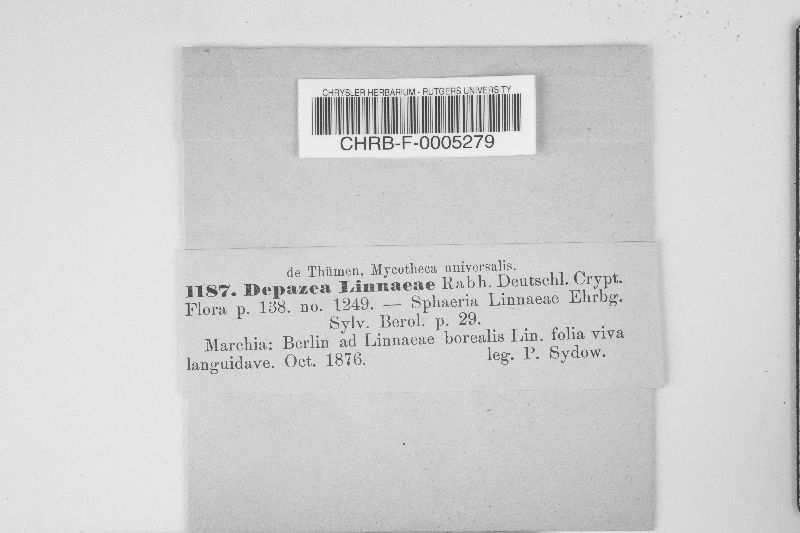 CHRYSLER HERBARIUM - RUTGERS UNIVERSITY
CHRB-F-0005279
de Thümen, Mycotheca universalis.
1187. Depazea Linnaeae Rabh. Deutschl. Crypt.
Flora p. 138. no. 1249. — Sphaeria Linnaeae Ehrbg.
Sylv. Berol. p. 29.
Marchia: Berlin ad Linnaeae borealis Lin. folia viva
languidave. Oct. 1876. leg. P. Sydow.